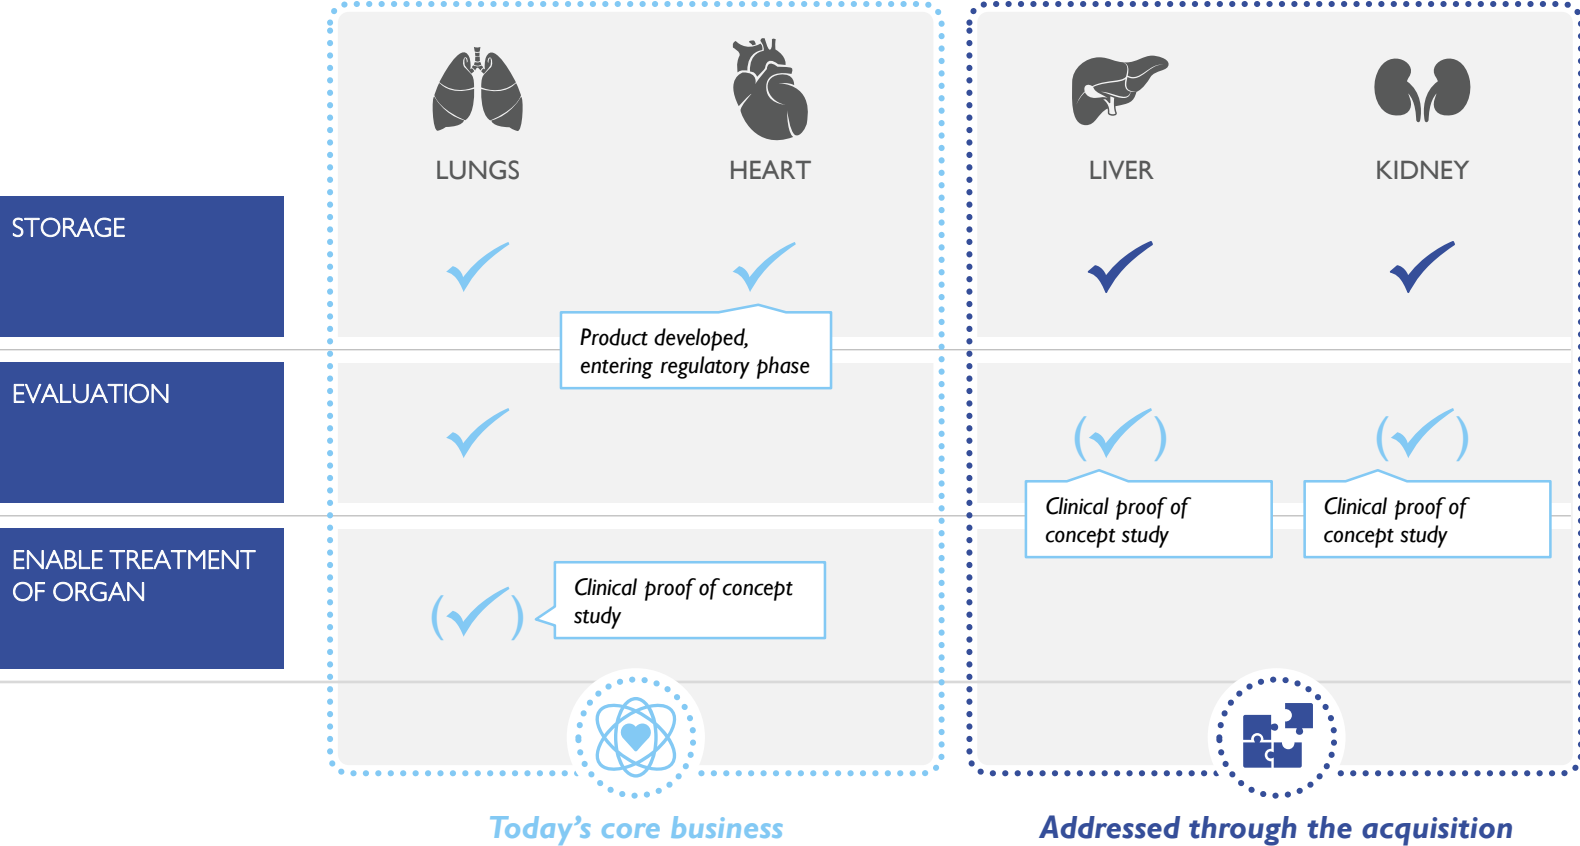 LUNGS
HEART
LIVER
KIDNEY
STORAGE
Product developed,
entering regulatory phase
EVALUATION
Clinical proof of
concept study
Clinical proof of
concept study
ENABLE TREATMENT
OF ORGAN
Clinical proof of concept
study
Today’s core business
Addressed through the acquisition